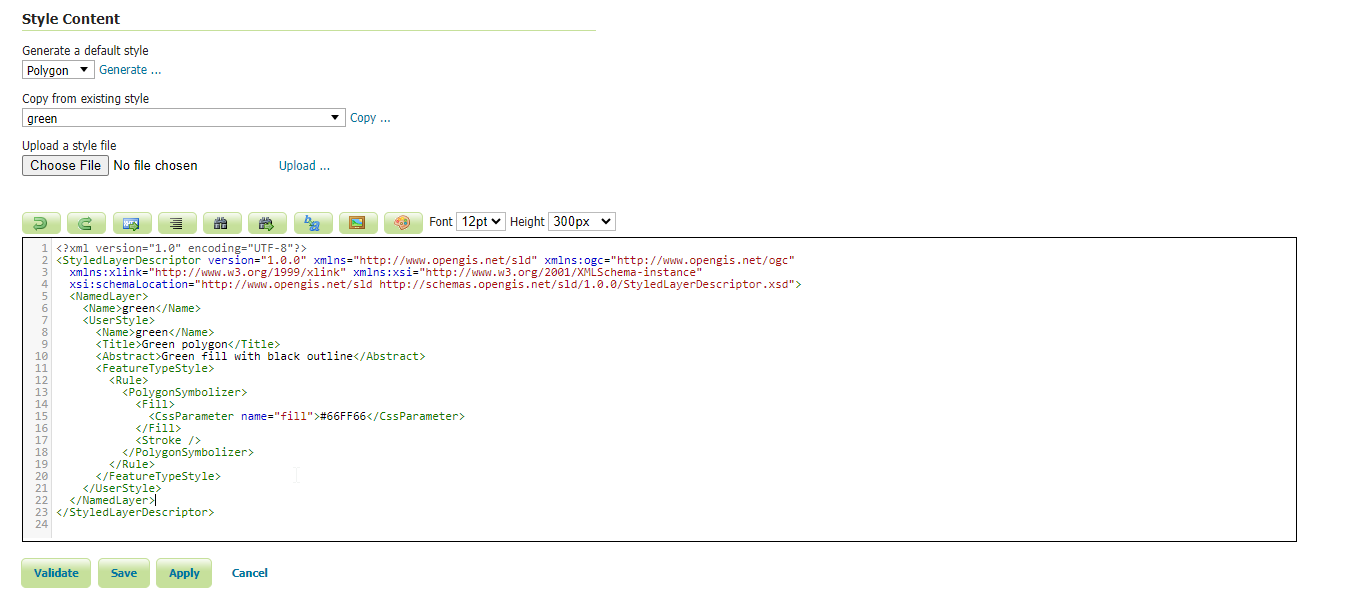 Style Content
Generate a default style
Polygon Generate ...
Copy from existing style
green Copy ...
Upload a style file
Choose File No file chosen Upload ...
Font 12pt Height 300px
1 <?xml version="1.0" encoding="UTF-8"?>
2 <StyledLayerDescriptor version="1.0.0" xmlns="http://www.opengis.net/sld" xmlns:ogc="http://www.opengis.net/ogc"
3 xmlns:xlink="http://www.w3.org/1999/xlink" xmlns:xsi="http://www.w3.org/2001/XMLSchema-instance"
4 xsi:schemaLocation="http://www.opengis.net/sld http://schemas.opengis.net/sld/1.0.0/StyledLayerDescriptor.xsd">
5 <NamedLayer>
6 <Name>green</Name>
7 <UserStyle>
8 <Name>green</Name>
9 <Title>Green polygon</Title>
10 <Abstract>Green fill with black outline</Abstract>
11 <FeatureTypeStyle>
12 <Rule>
13 <PolygonSymbolizer>
14 <Fill>
15 <CssParameter name="fill">#66FF66</CssParameter>
16 </Fill>
17 <Stroke />
18 </PolygonSymbolizer>
19 </Rule>
20 </FeatureTypeStyle>
21 </UserStyle>
22 </NamedLayer>
23 </StyledLayerDescriptor>
24
Validate Save Apply Cancel